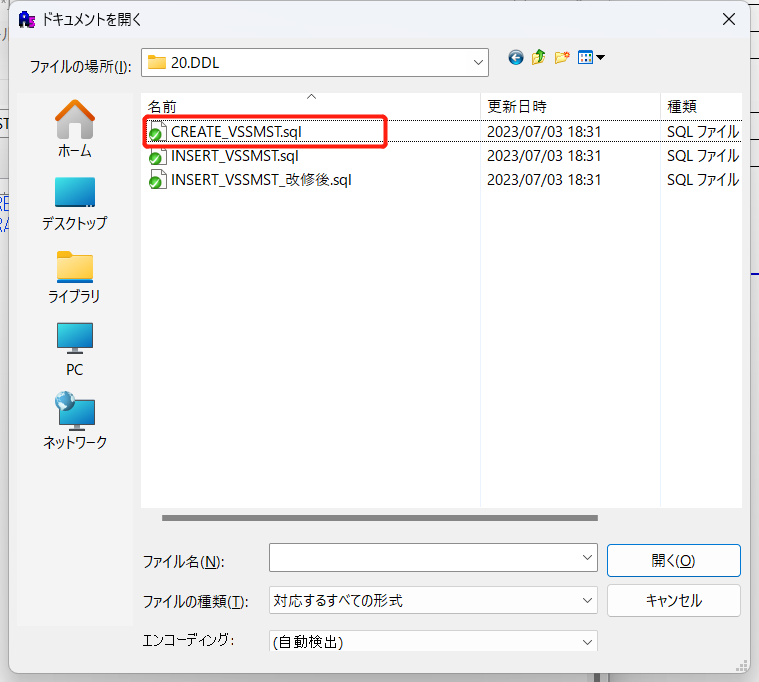 ドキュメントを開く
ファイルの場所(I): 20.DDL
名前 更新日時 種類
CREATE_VSSMST.sql 2023/07/03 18:31 SQL ファイル
INSERT_VSSMST.sql 2023/07/03 18:31 SQL ファイル
INSERT_VSSMST_改修後.sql 2023/07/03 18:31 SQL ファイル
ホーム
デスクトップ
ライブラリ
PC
ネットワーク
ファイル名(N): 開く(O)
ファイルの種類(T): 対応するすべての形式 キャンセル
エンコーディング: (自動検出)